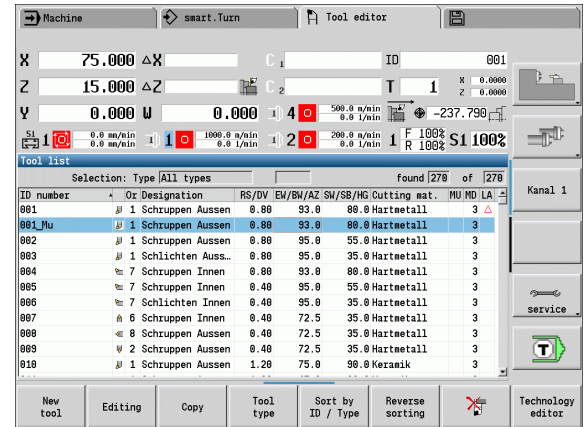 Machine smart.Turn Tool editor
X 75.000 ΔX C 1 ID 001
Z 15.000 ΔZ C 2 T 1 X 0.0000 Z 0.0000
Y 0.000 U 0.000 4 500.0 m/min 0.0 1/min -237.790
S1 1 0.0 mm/min 0.0 mm/min 1 1000.0 m/min 0.0 1/min 2 200.0 m/min 0.0 1/min 1 F 100% R 100% S1 100%
Tool list
Selection: Type All types found 270 of 270
ID number Or Designation RS/DV EW/BW/AZ SW/SB/HG Cutting mat. MU MD LA
001 1 Schruppen Aussen 0.80 93.0 80.0 Hartmetall 3
001_Mu 1 Schruppen Aussen 0.80 93.0 80.0 Hartmetall 3
002 1 Schruppen Aussen 0.80 95.0 55.0 Hartmetall 3
003 1 Schlichten Auss… 0.80 95.0 35.0 Hartmetall 3
004 7 Schruppen Innen 0.80 93.0 80.0 Hartmetall 3
005 7 Schruppen Innen 0.40 95.0 55.0 Hartmetall 3
006 7 Schlichten Innen 0.40 95.0 35.0 Hartmetall 3
007 6 Schruppen Innen 0.40 72.5 35.0 Hartmetall 3
008 8 Schruppen Aussen 0.40 72.5 35.0 Hartmetall 3
009 2 Schruppen Aussen 0.40 72.5 35.0 Hartmetall 3
010 1 Schruppen Aussen 1.20 75.0 90.0 Keramik 3
Kanal 1
service
T
New tool Editing Copy Tool type Sort by ID / Type Reverse sorting Technology editor